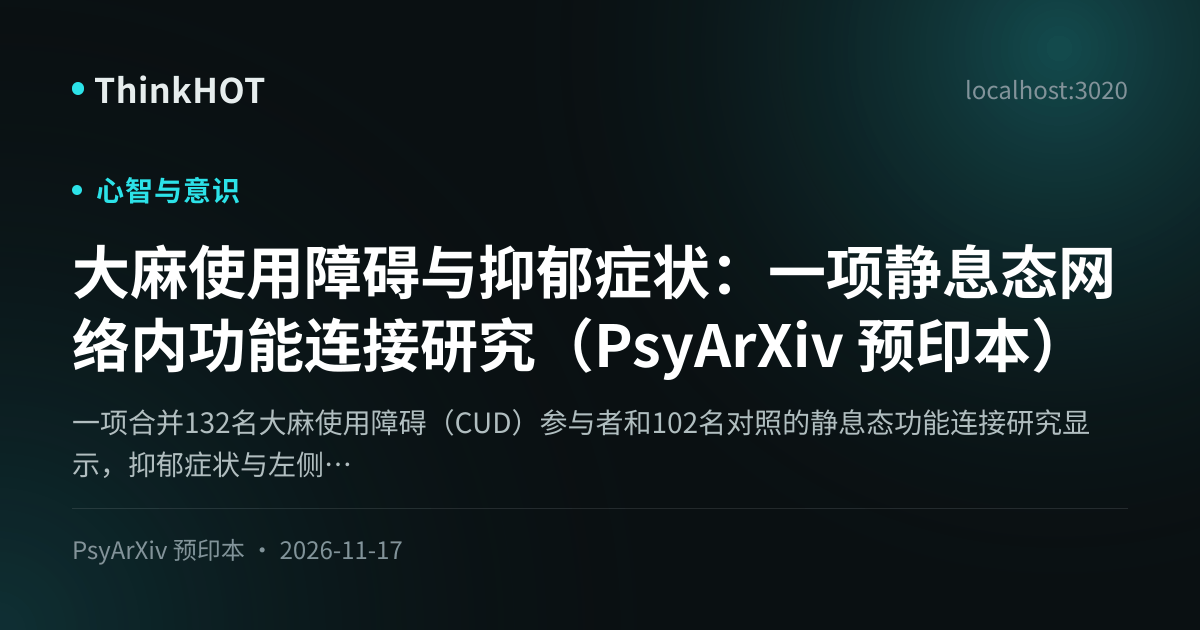 ThinkHOT
localhost:3020
心智与意识
大麻使用障碍与抑郁症状：一项静息态网
络内功能连接研究（PsyArXiv 预印本）
一项合并132名大麻使用障碍（CUD）参与者和102名对照的静息态功能连接研究显
示，抑郁症状与左侧…
PsyArXiv 预印本 · 2026-11-17